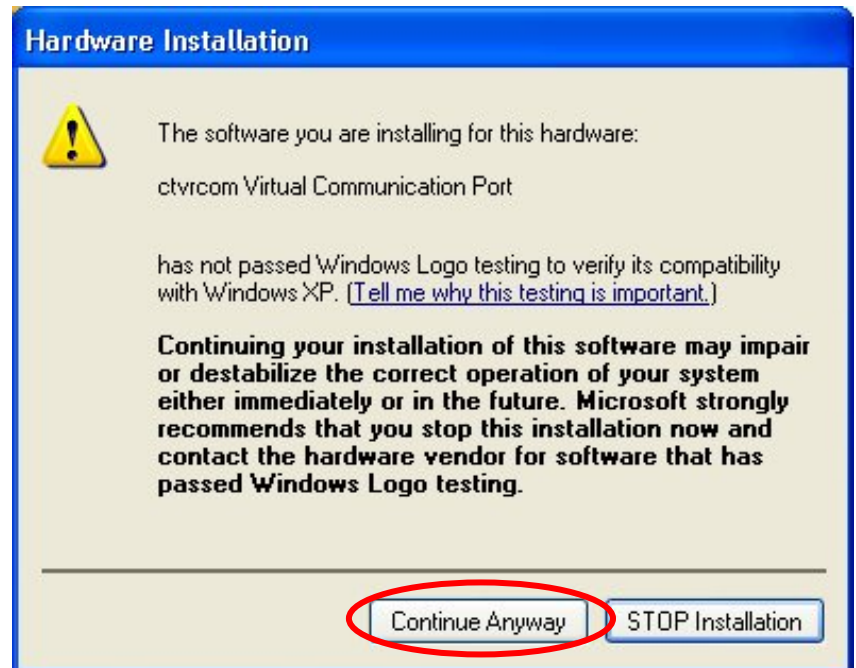 Hardware Installation
The software you are installing for this hardware:
ctvrcom Virtual Communication Port
has not passed Windows Logo testing to verify its compatibility
with Windows XP. (Tell me why this testing is important.)
Continuing your installation of this software may impair
or destabilize the correct operation of your system
either immediately or in the future. Microsoft strongly
recommends that you stop this installation now and
contact the hardware vendor for software that has
passed Windows Logo testing.
Continue Anyway STOP Installation